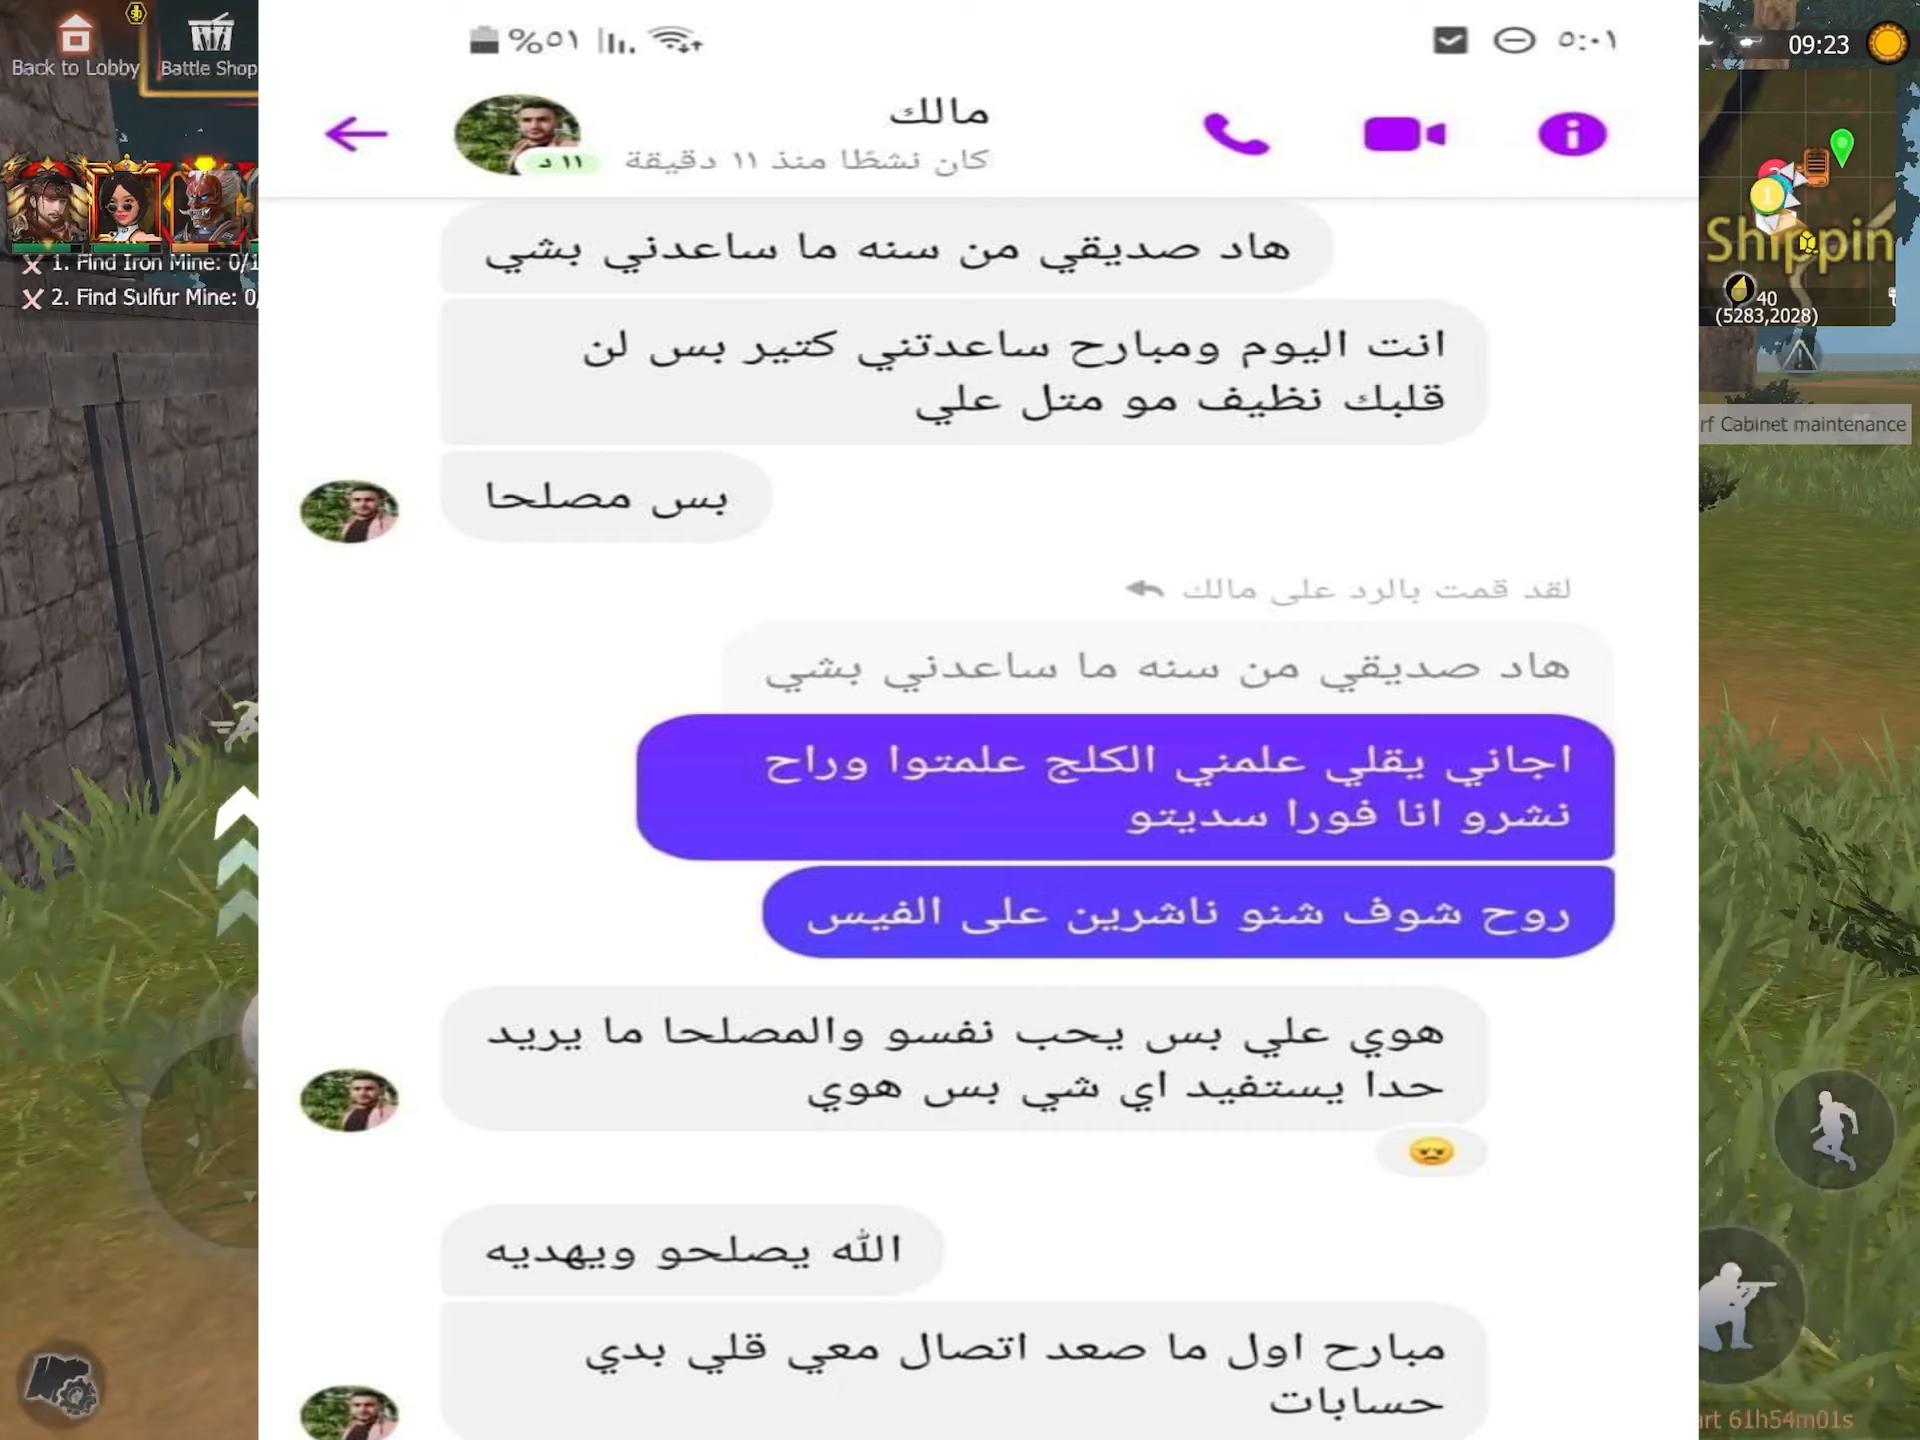 Back to Lobby
Battle Shop
1. Find Iron Mine: 0/1
2. Find Sulfur Mine: 0/
%٥١
٥:٠١
مالك
كان نشطًا منذ ١١ دقيقة
١١ د
هاد صديقي من سنه ما ساعدني بشي
انت اليوم ومبارح ساعدتني كتير بس لن
قلبك نظيف مو متل علي
بس مصلحا
لقد قمت بالرد على مالك
هاد صديقي من سنه ما ساعدني بشي
اجاني يقلي علمني الكلج علمتوا وراح
نشرو انا فورا سديتو
روح شوف شنو ناشرين على الفيس
هوي علي بس يحب نفسو والمصلحا ما يريد
حدا يستفيد اي شي بس هوي
الله يصلحو ويهديه
مبارح اول ما صعد اتصال معي قلي بدي
حسابات
09:23
1
Shippin
40
(5283,2028)
rf Cabinet maintenance
art 61h54m01s